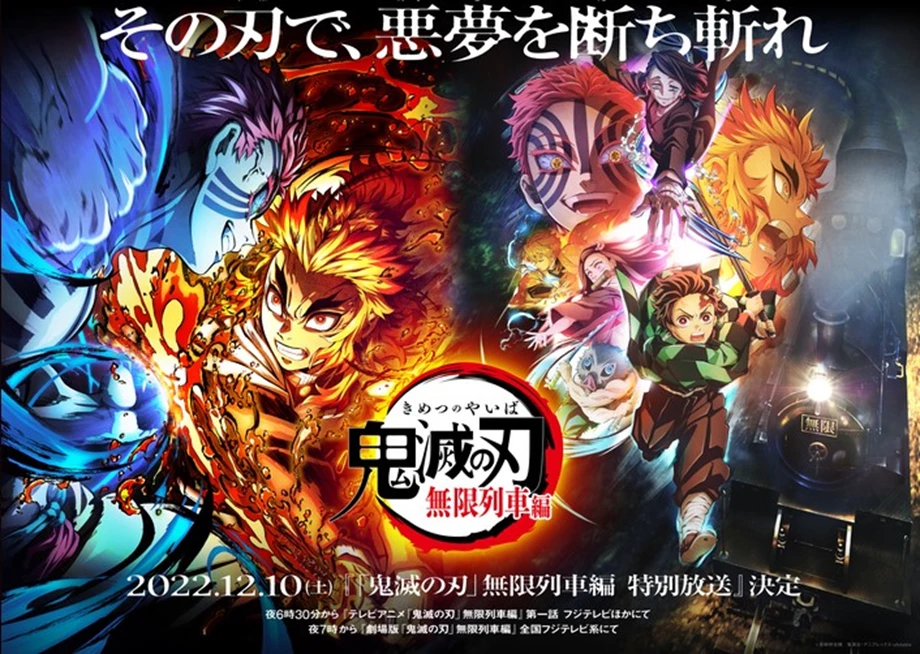 その刃で、悪夢を断ち斬れ
無限
きめつのやいば
鬼滅の刃
無限列車編
2022.12.10(土)『「鬼滅の刃」無限列車編 特別放送』決定
夜6時30分から『テレビアニメ「鬼滅の刃」無限列車編』第一話 フジテレビほかにて
夜7時から『劇場版「鬼滅の刃」無限列車編』全国フジテレビ系にて